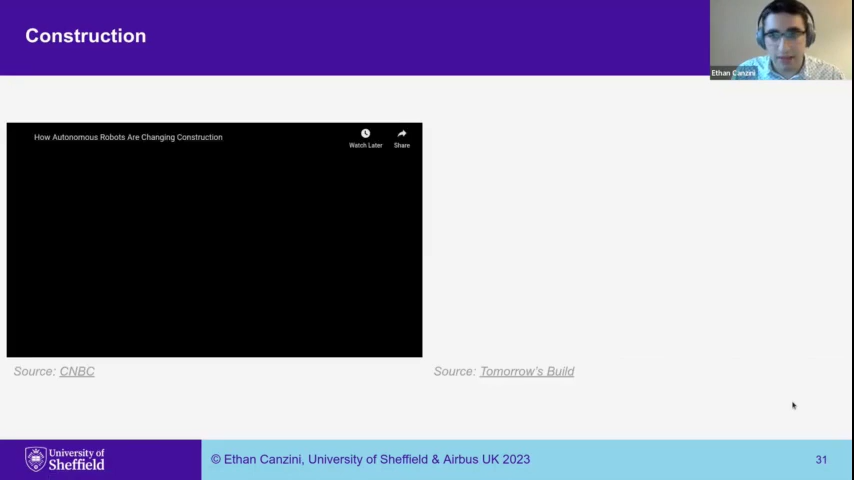 Construction
Ethan Canzini
How Autonomous Robots Are Changing Construction
Watch Later
Share
Source: CNBC
Source: Tomorrow's Build
University of
Sheffield
© Ethan Canzini, University of Sheffield & Airbus UK 2023
31